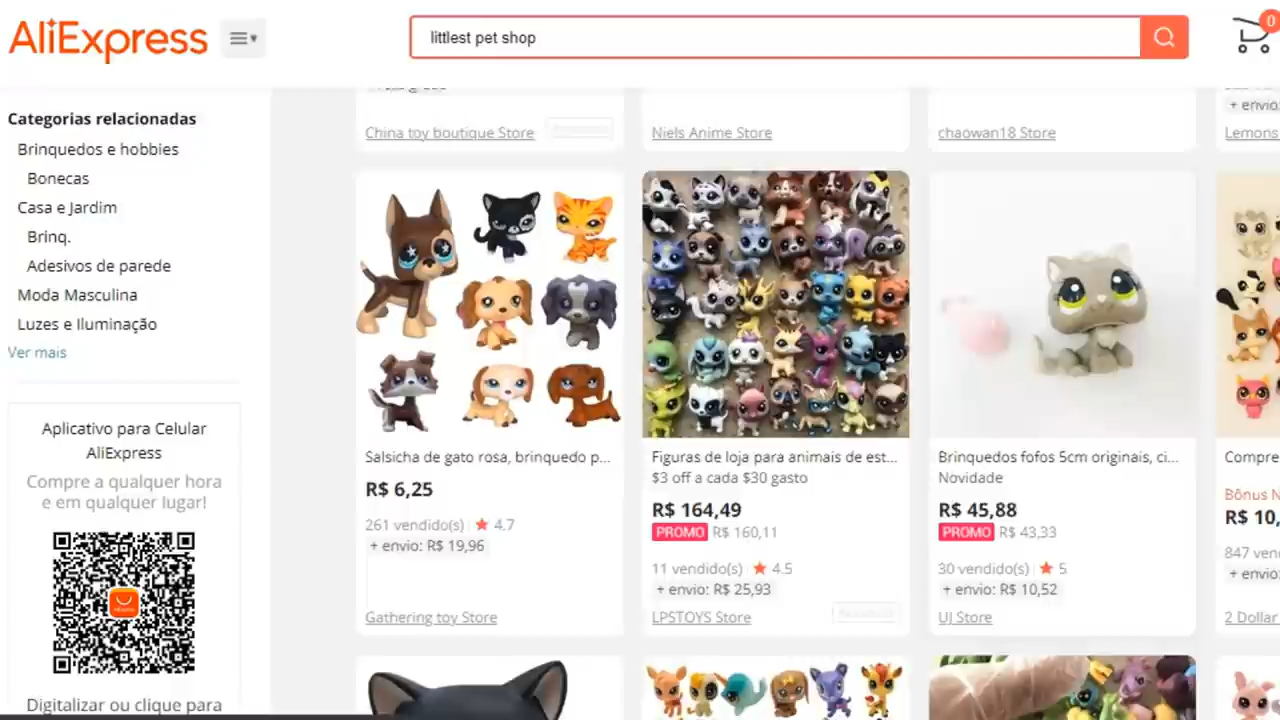 AliExpress
littlest pet shop
0
Categorias relacionadas
Brinquedos e hobbies
Bonecas
Casa e Jardim
Brinq.
Adesivos de parede
Moda Masculina
Luzes e Iluminação
Ver mais
Aplicativo para Celular
AliExpress
Compre a qualquer hora
e em qualquer lugar!
Digitalizar ou clique para
China toy boutique Store
Niels Anime Store
chaowan18 Store
+ envio
Lemons
Salsicha de gato rosa, brinquedo p...
R$ 6,25
261 vendido(s) ★ 4.7
+ envio: R$ 19,96
Gathering toy Store
Figuras de loja para animais de est...
$3 off a cada $30 gasto
R$ 164,49
PROMO R$ 160,11
11 vendido(s) ★ 4.5
+ envio: R$ 25,93
LPSTOYS Store
Brinquedos fofos 5cm originais, ci...
Novidade
R$ 45,88
PROMO R$ 43,33
30 vendido(s) ★ 5
+ envio: R$ 10,52
UJ Store
Compre
Bônus N
R$ 10,
847 ven
+ envio:
2 Dollar